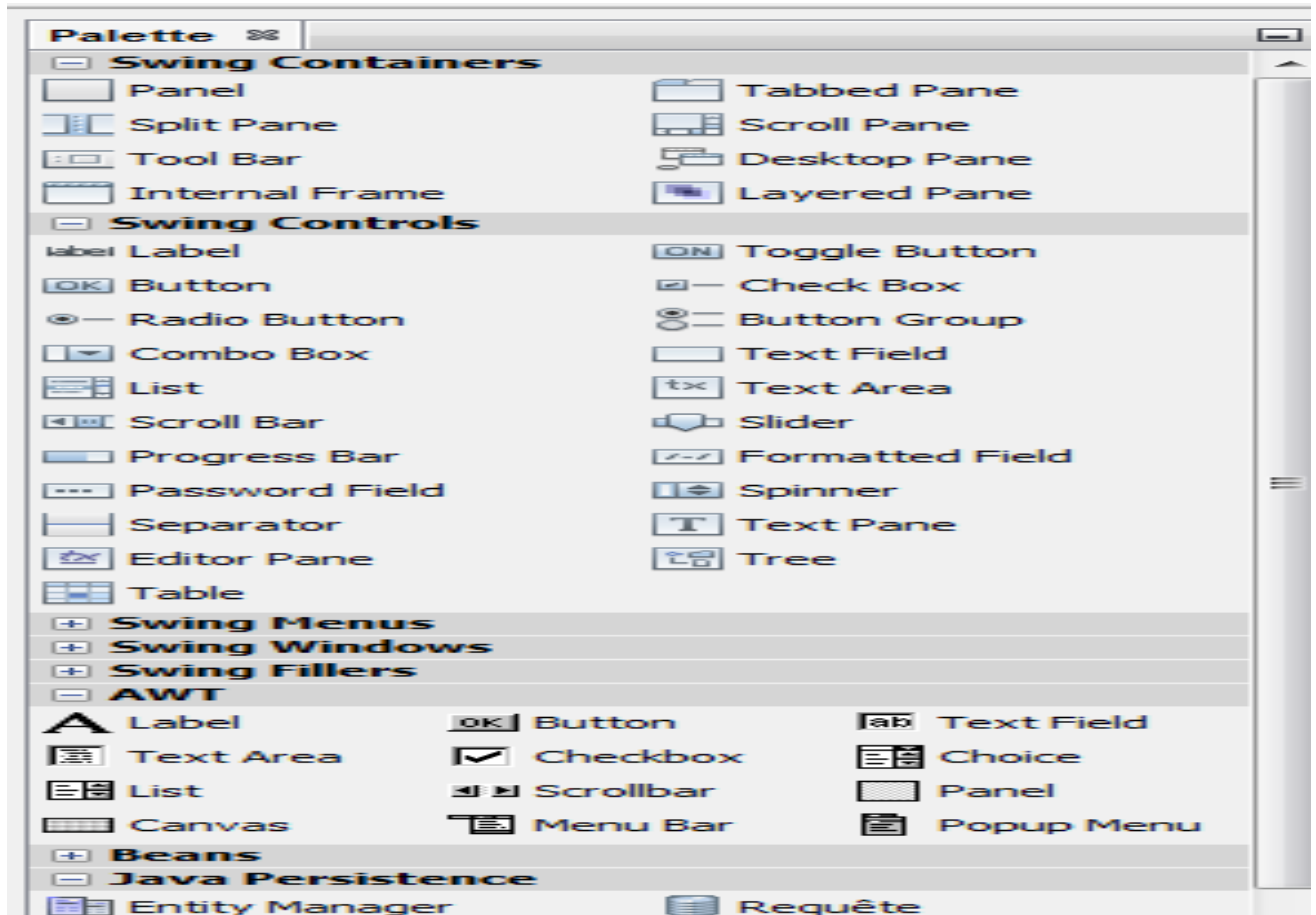 Palette
Swing Containers
Panel Tabbed Pane
Split Pane Scroll Pane
Tool Bar Desktop Pane
Internal Frame Layered Pane
Swing Controls
label Label ON Toggle Button
OK Button Check Box
Radio Button Button Group
Combo Box Text Field
List tx Text Area
Scroll Bar Slider
Progress Bar Formatted Field
Password Field Spinner
Separator T Text Pane
Editor Pane Tree
Table
Swing Menus
Swing Windows
Swing Fillers
AWT
A Label OK Button ab Text Field
Text Area Checkbox Choice
List Scrollbar Panel
Canvas Menu Bar Popup Menu
Beans
Java Persistence
Entity Manager Requête